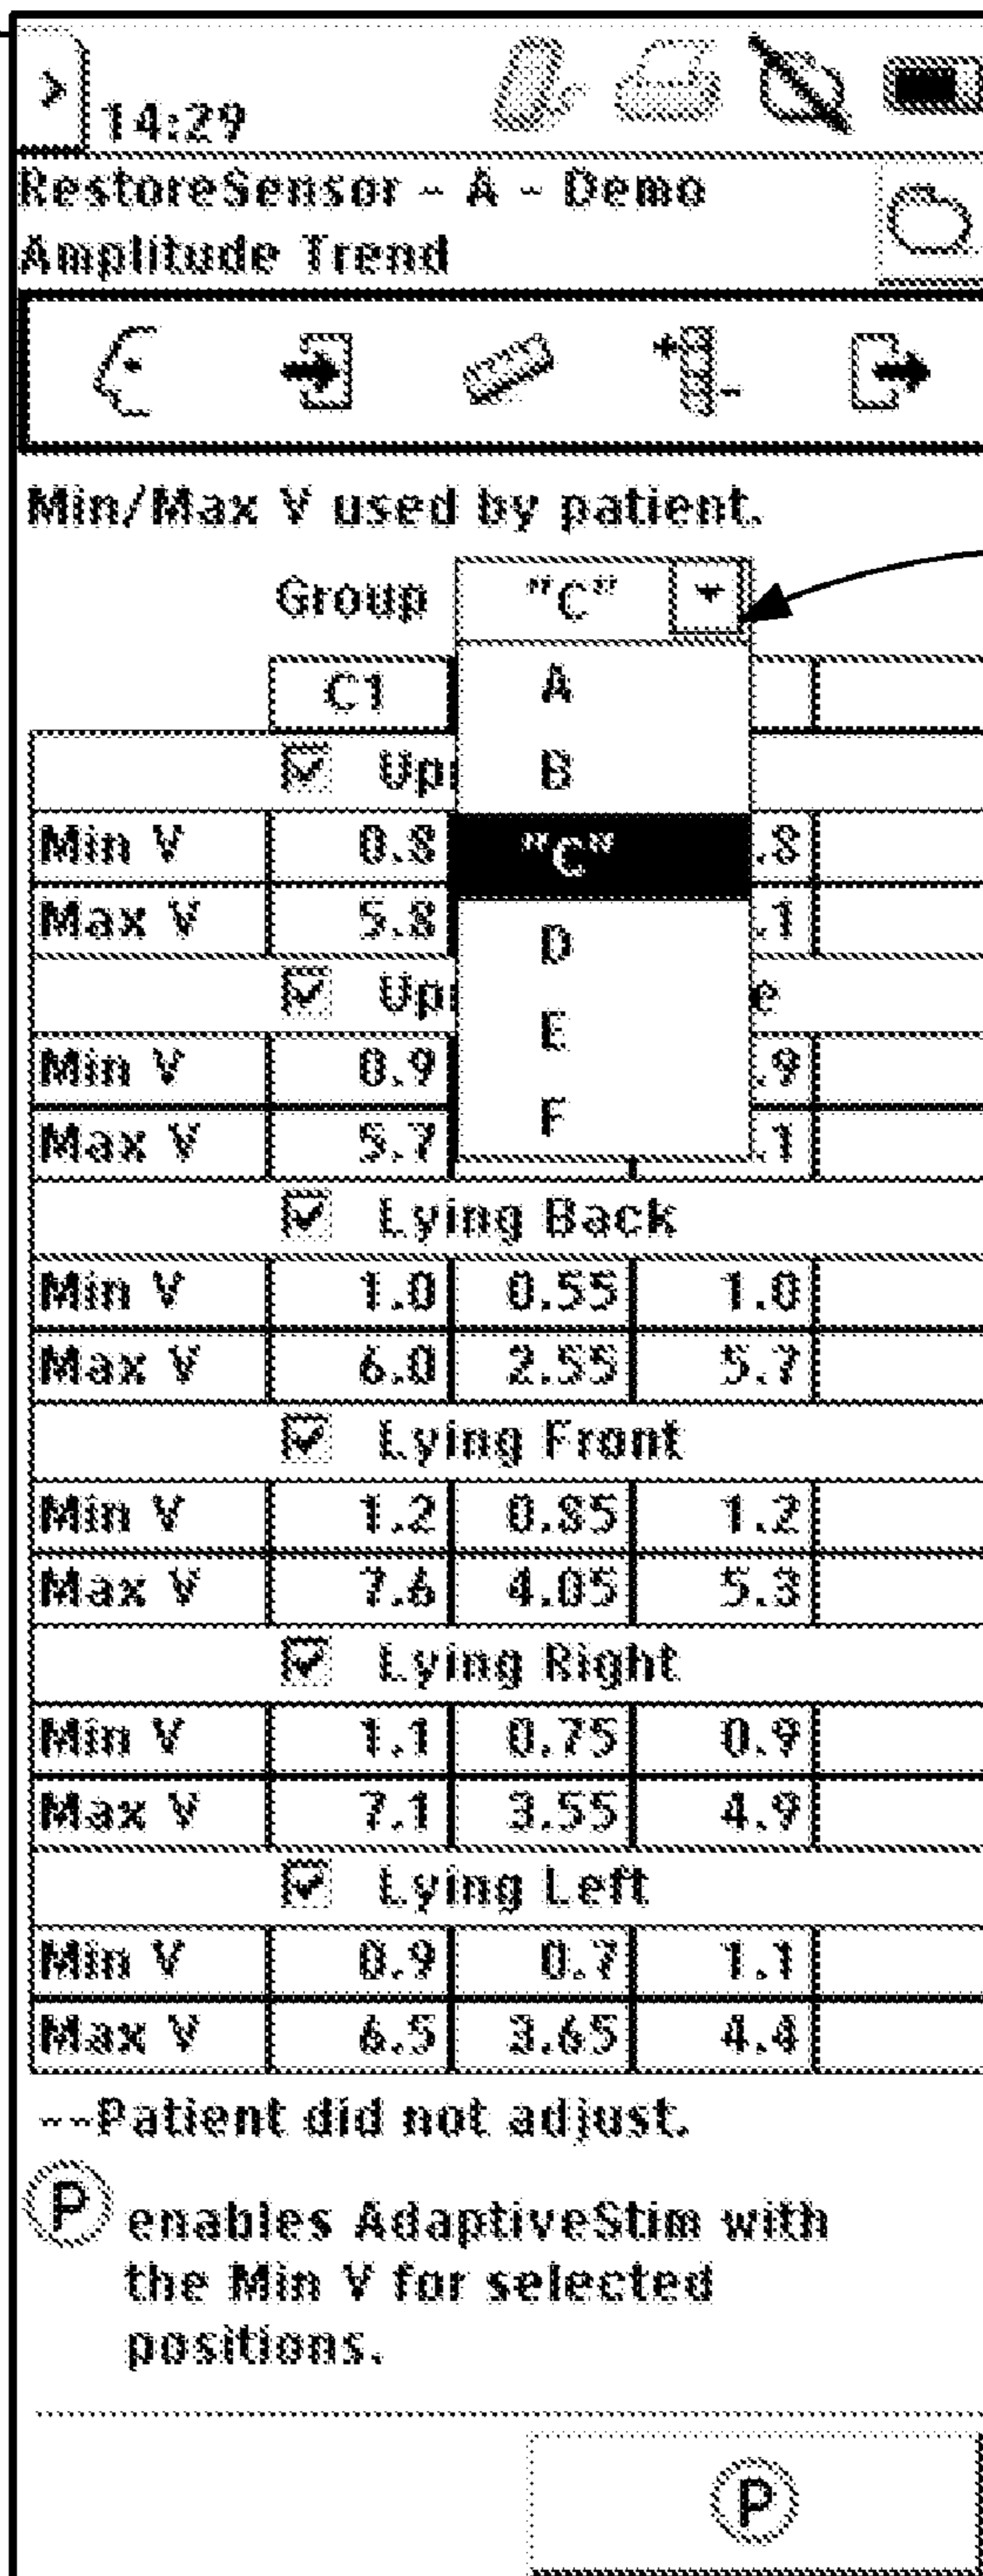 14:29
RestoreSensor - A - Demo
Amplitude Trend
Min/Max V used by patient.
Group "C"
A
B
"C"
D
E
F
C1
Up
Min V 0.8 .8
Max V 5.8 .1
Up e
Min V 0.9 .9
Max V 5.7 .1
Lying Back
Min V 1.0 0.55 1.0
Max V 6.0 2.55 5.7
Lying Front
Min V 1.2 0.85 1.2
Max V 7.6 4.05 5.3
Lying Right
Min V 1.1 0.75 0.9
Max V 7.1 3.55 4.9
Lying Left
Min V 0.9 0.7 1.1
Max V 6.5 3.65 4.4
--Patient did not adjust.
P enables AdaptiveStim with
the Min V for selected
positions.
P